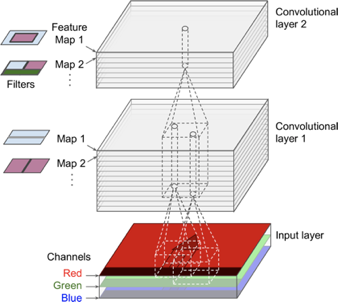 Feature
Map 1
Map 2
Filters
Convolutional
layer 2
Map 1
Map 2
Convolutional
layer 1
Input layer
Channels
Red
Green
Blue